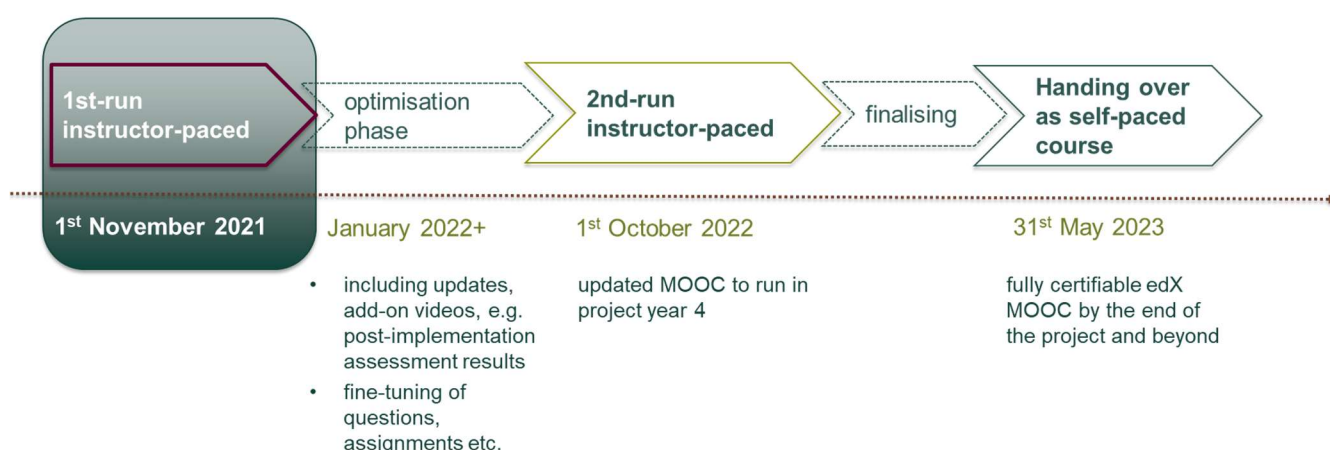 1st-run
instructor-paced
optimisation
phase
2nd-run
instructor-paced
finalising
Handing over
as self-paced
course
1st November 2021
January 2022+
1st October 2022
31st May 2023
• including updates,
add-on videos, e.g.
post-implementation
assessment results
• fine-tuning of
questions,
assignments etc.
updated MOOC to run in
project year 4
fully certifiable edX
MOOC by the end of
the project and beyond